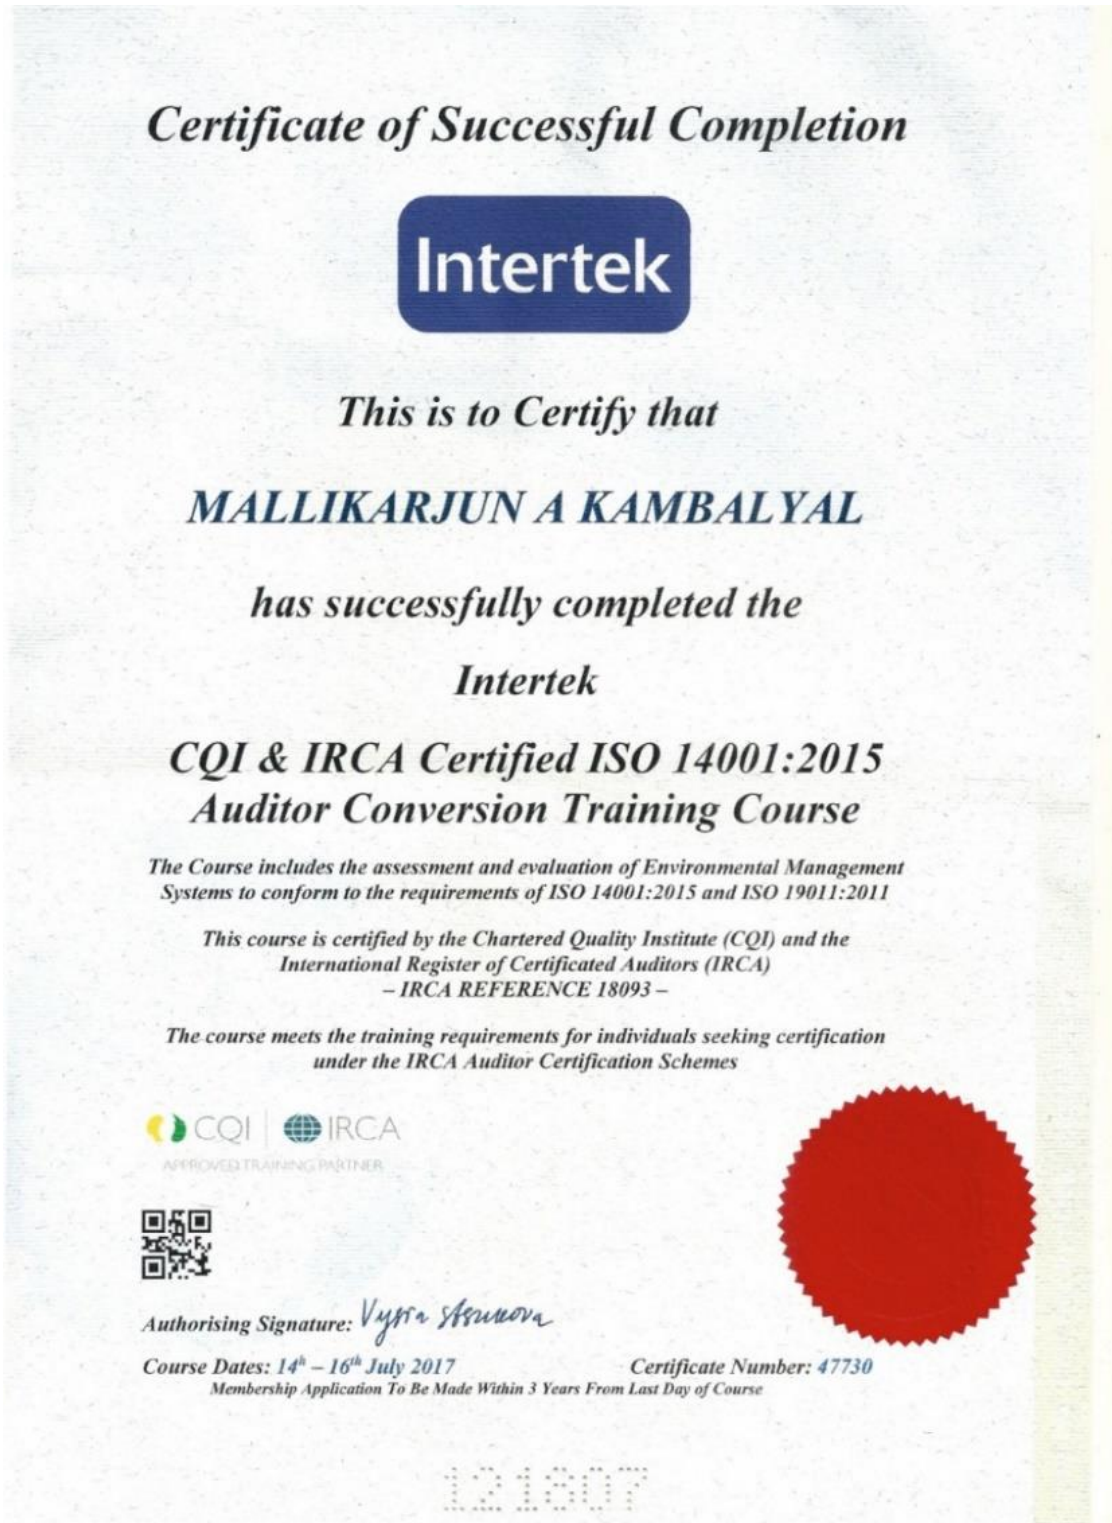 Certificate of Successful Completion
Intertek
This is to Certify that
MALLIKARJUN A KAMBALYAL
has successfully completed the
Intertek
CQI & IRCA Certified ISO 14001:2015
Auditor Conversion Training Course
The Course includes the assessment and evaluation of Environmental Management
Systems to conform to the requirements of ISO 14001:2015 and ISO 19011:2011
This course is certified by the Chartered Quality Institute (CQI) and the
International Register of Certificated Auditors (IRCA)
– IRCA REFERENCE 18093 –
The course meets the training requirements for individuals seeking certification
under the IRCA Auditor Certification Schemes
CQI IRCA
APPROVED TRAINING PARTNER
Authorising Signature:
Course Dates: 14h – 16th July 2017 Certificate Number: 47730
Membership Application To Be Made Within 3 Years From Last Day of Course
121807